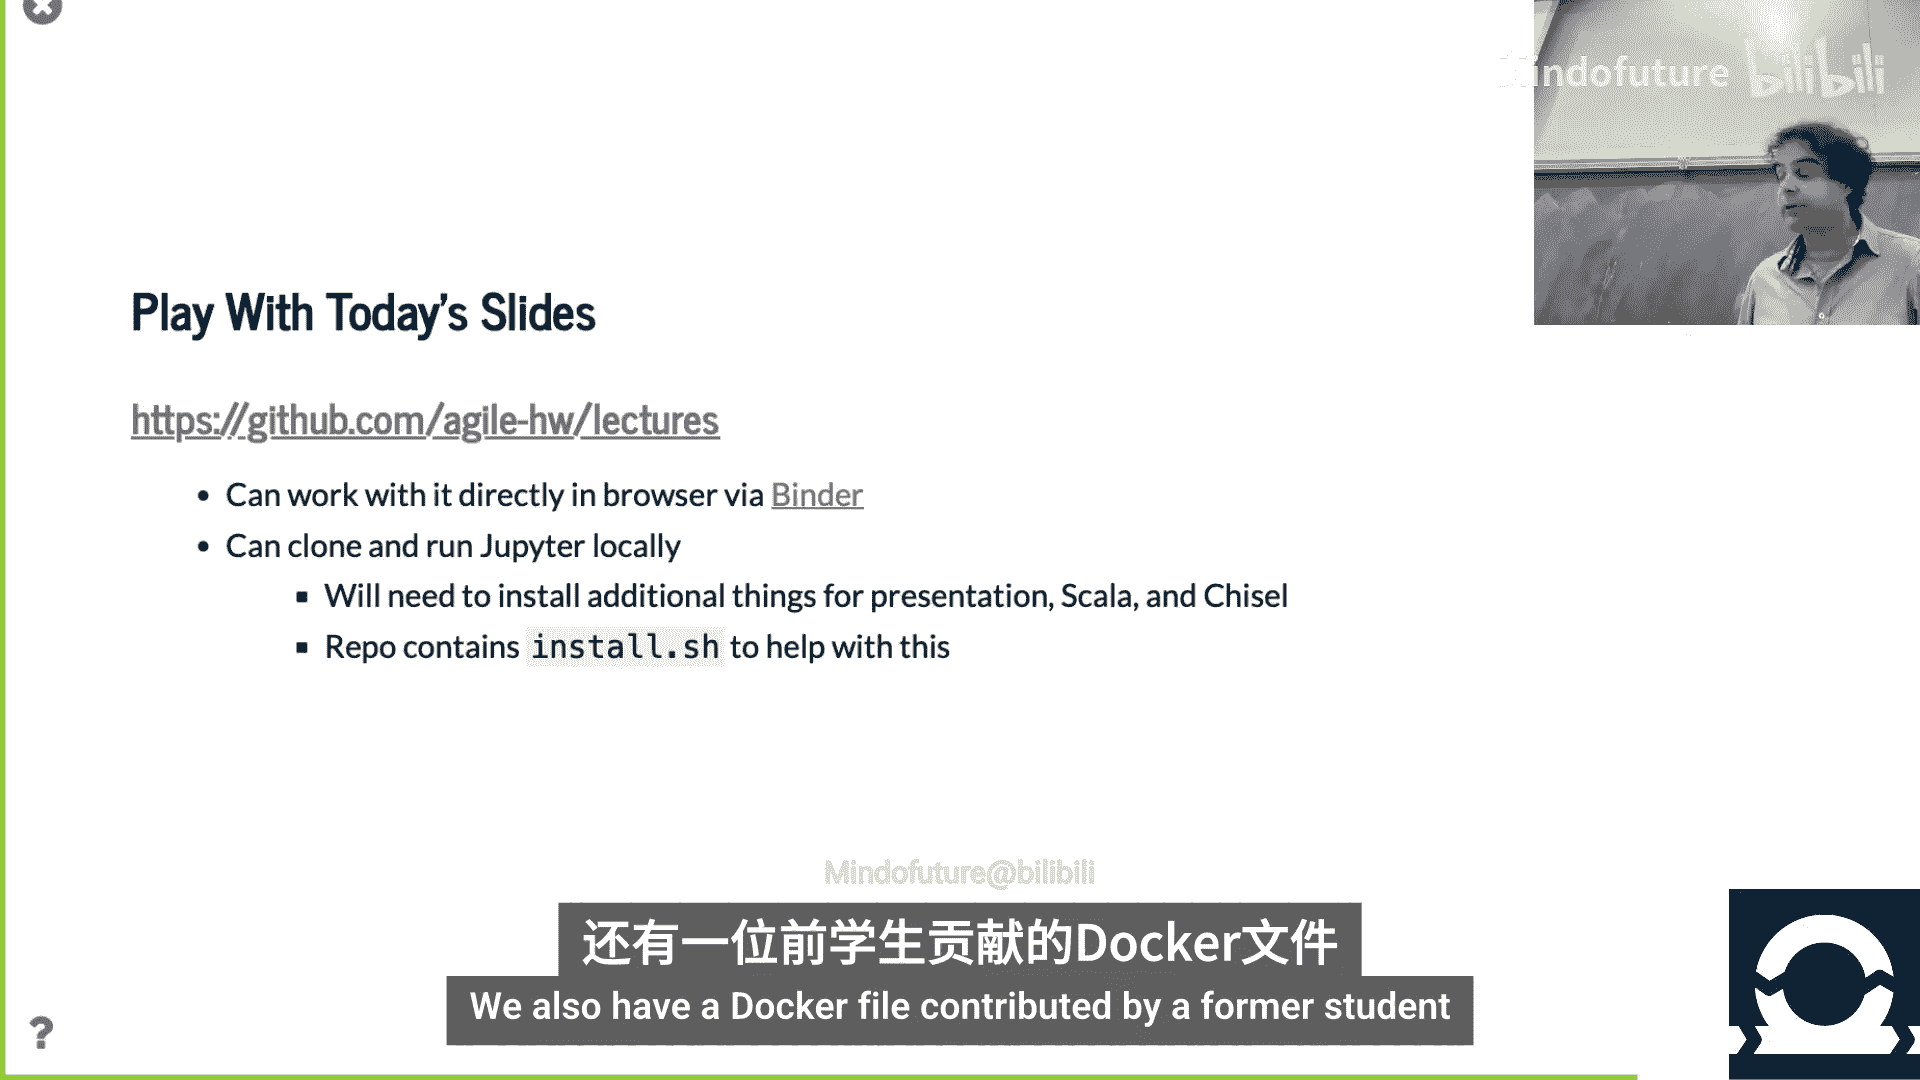 indofuture bilibili
Play With Today's Slides
https://github.com/agile-hw/lectures
Can work with it directly in browser via Binder
Can clone and run Jupyter locally
Will need to install additional things for presentation, Scala, and Chisel
Repo contains install.sh to help with this
Mindofuture@bilibili
还有一位前学生贡献的Docker文件
We also have a Docker file contributed by a former student
?